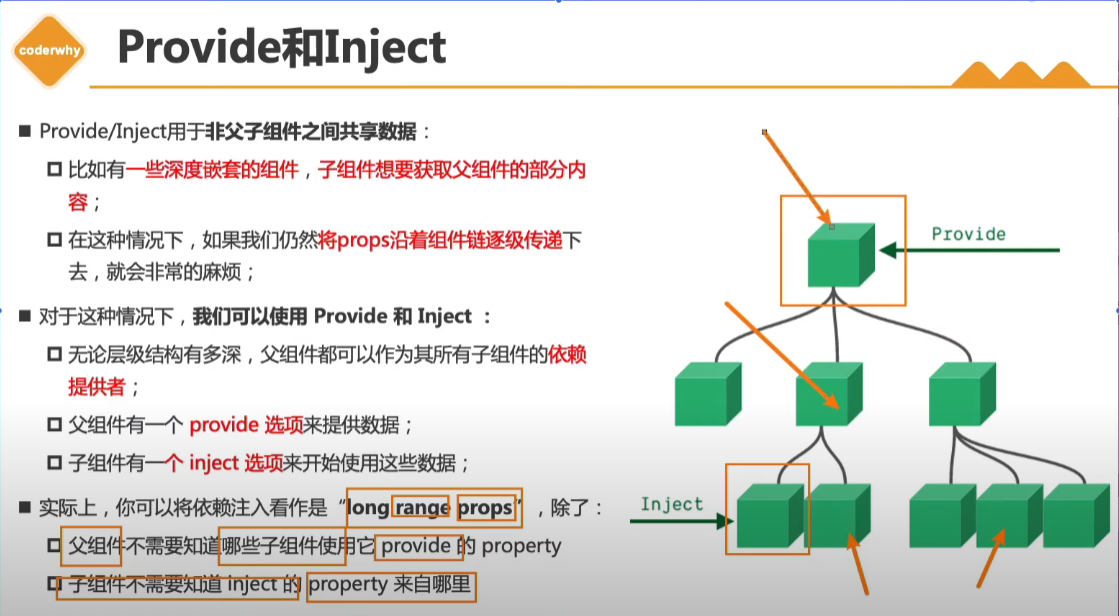 coderwhy
Provide和Inject
Provide/Inject用于非父子组件之间共享数据：
比如有一些深度嵌套的组件，子组件想要获取父组件的部分内
容；
在这种情况下，如果我们仍然将props沿着组件链逐级传递下
去，就会非常的麻烦；
对于这种情况下，我们可以使用 Provide 和 Inject ：
无论层级结构有多深，父组件都可以作为其所有子组件的依赖
提供者；
父组件有一个 provide 选项来提供数据；
子组件有一个 inject 选项来开始使用这些数据；
实际上，你可以将依赖注入看作是“long range props”，除了：
父组件不需要知道哪些子组件使用它 provide 的 property
子组件不需要知道 inject 的 property 来自哪里
Provide
Inject